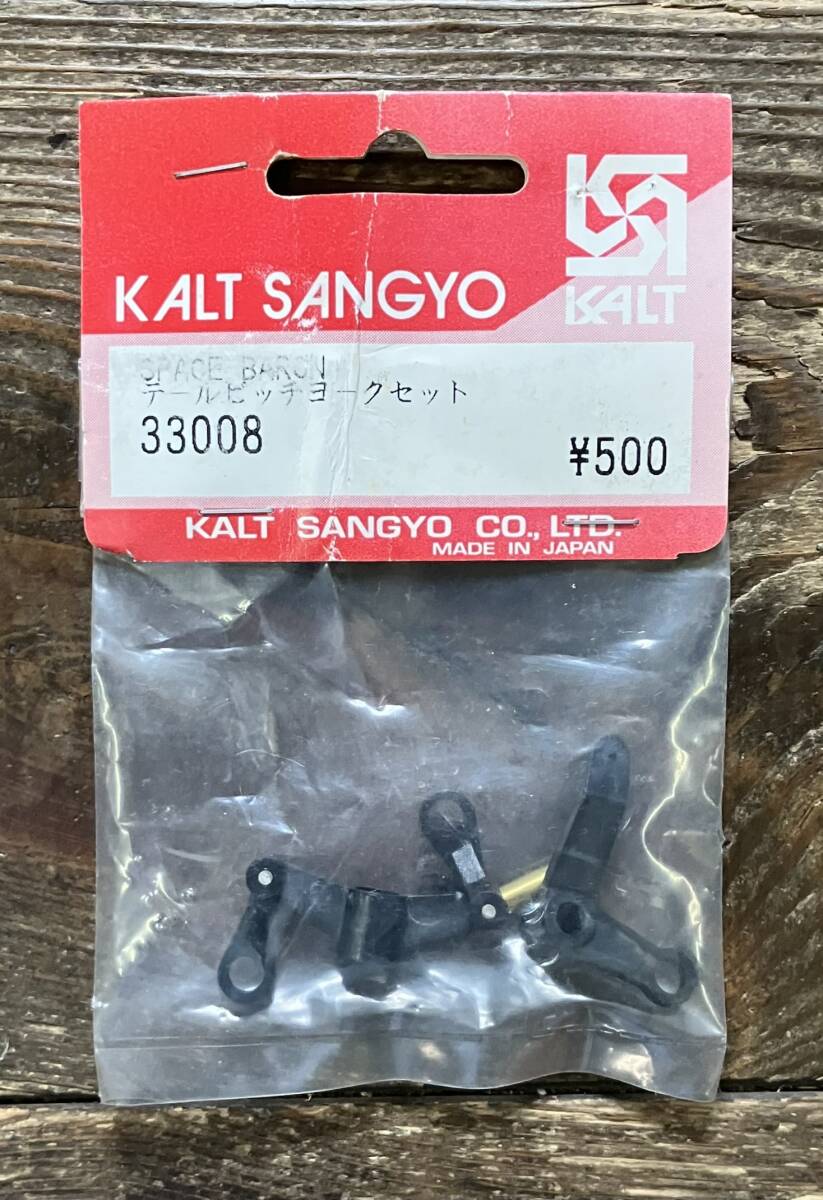 KALT SANGYO
KALT
SPACE BARON
テールピッチヨークセット
33008
¥500
KALT SANGYO CO., LTD.
MADE IN JAPAN